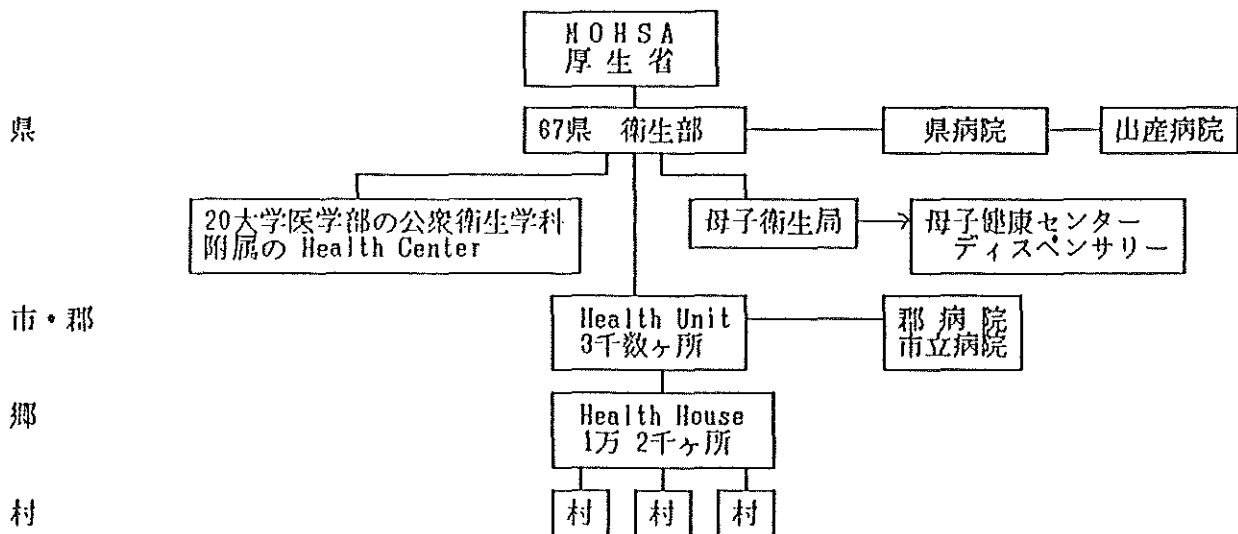 MOHSA
厚生省
県
67県 衛生部
県病院
出産病院
20大学医学部の公衆衛生学科
附属の Health Center
母子衛生局
母子健康センター
ディスペンサリー
市・郡
Health Unit
3千数ヶ所
郡病院
市立病院
郷
Health House
1万2千ヶ所
村
村
村
村